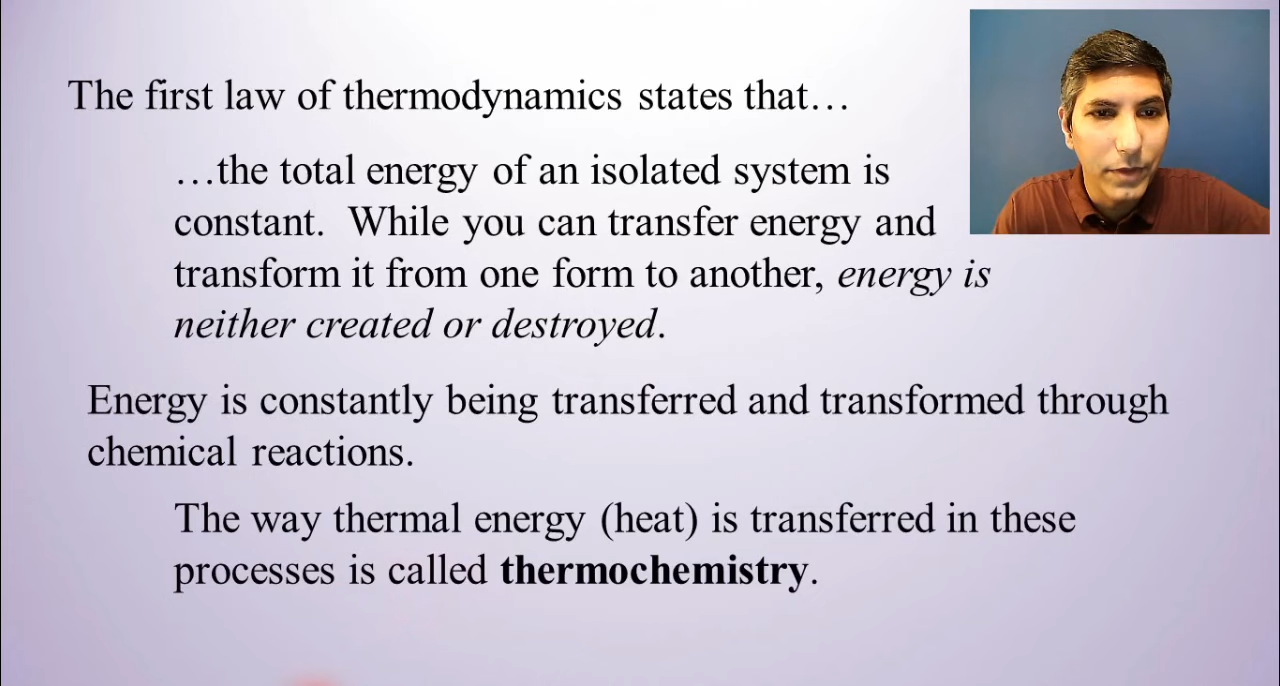 The first law of thermodynamics states that…
…the total energy of an isolated system is
constant.  While you can transfer energy and
transform it from one form to another, energy is
neither created or destroyed.
Energy is constantly being transferred and transformed through
chemical reactions.
The way thermal energy (heat) is transferred in these
processes is called thermochemistry.